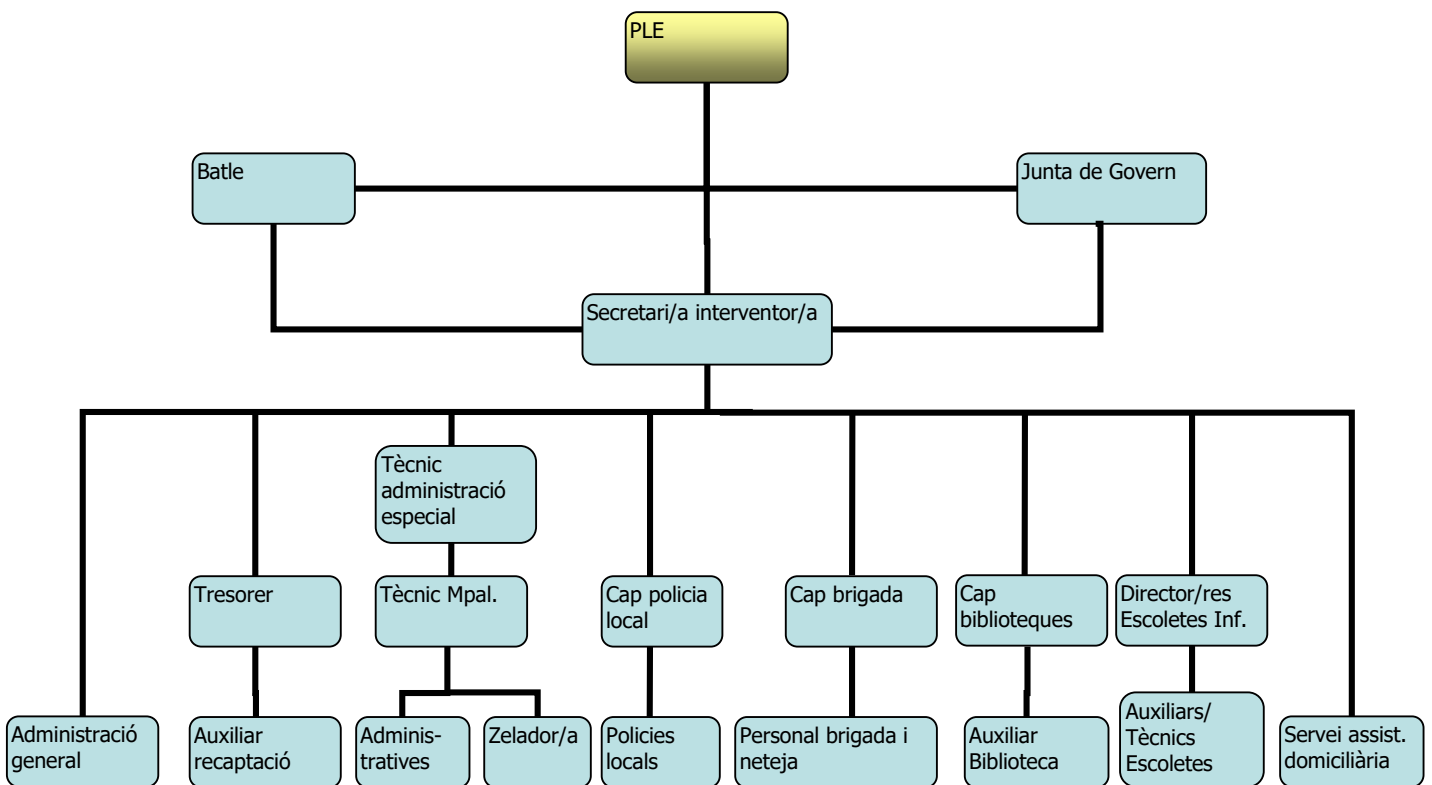 PLE
Batle
Junta de Govern
Secretari/a interventor/a
Tècnic
administració
especial
Tresorer
Tècnic Mpal.
Cap policia
local
Cap brigada
Cap
biblioteques
Director/res
Escoletes Inf.
Administració
general
Auxiliar
recaptació
Adminis-
tratives
Zelador/a
Policies
locals
Personal brigada i
neteja
Auxiliar
Biblioteca
Auxiliars/
Tècnics
Escoletes
Servei assist.
domiciliària